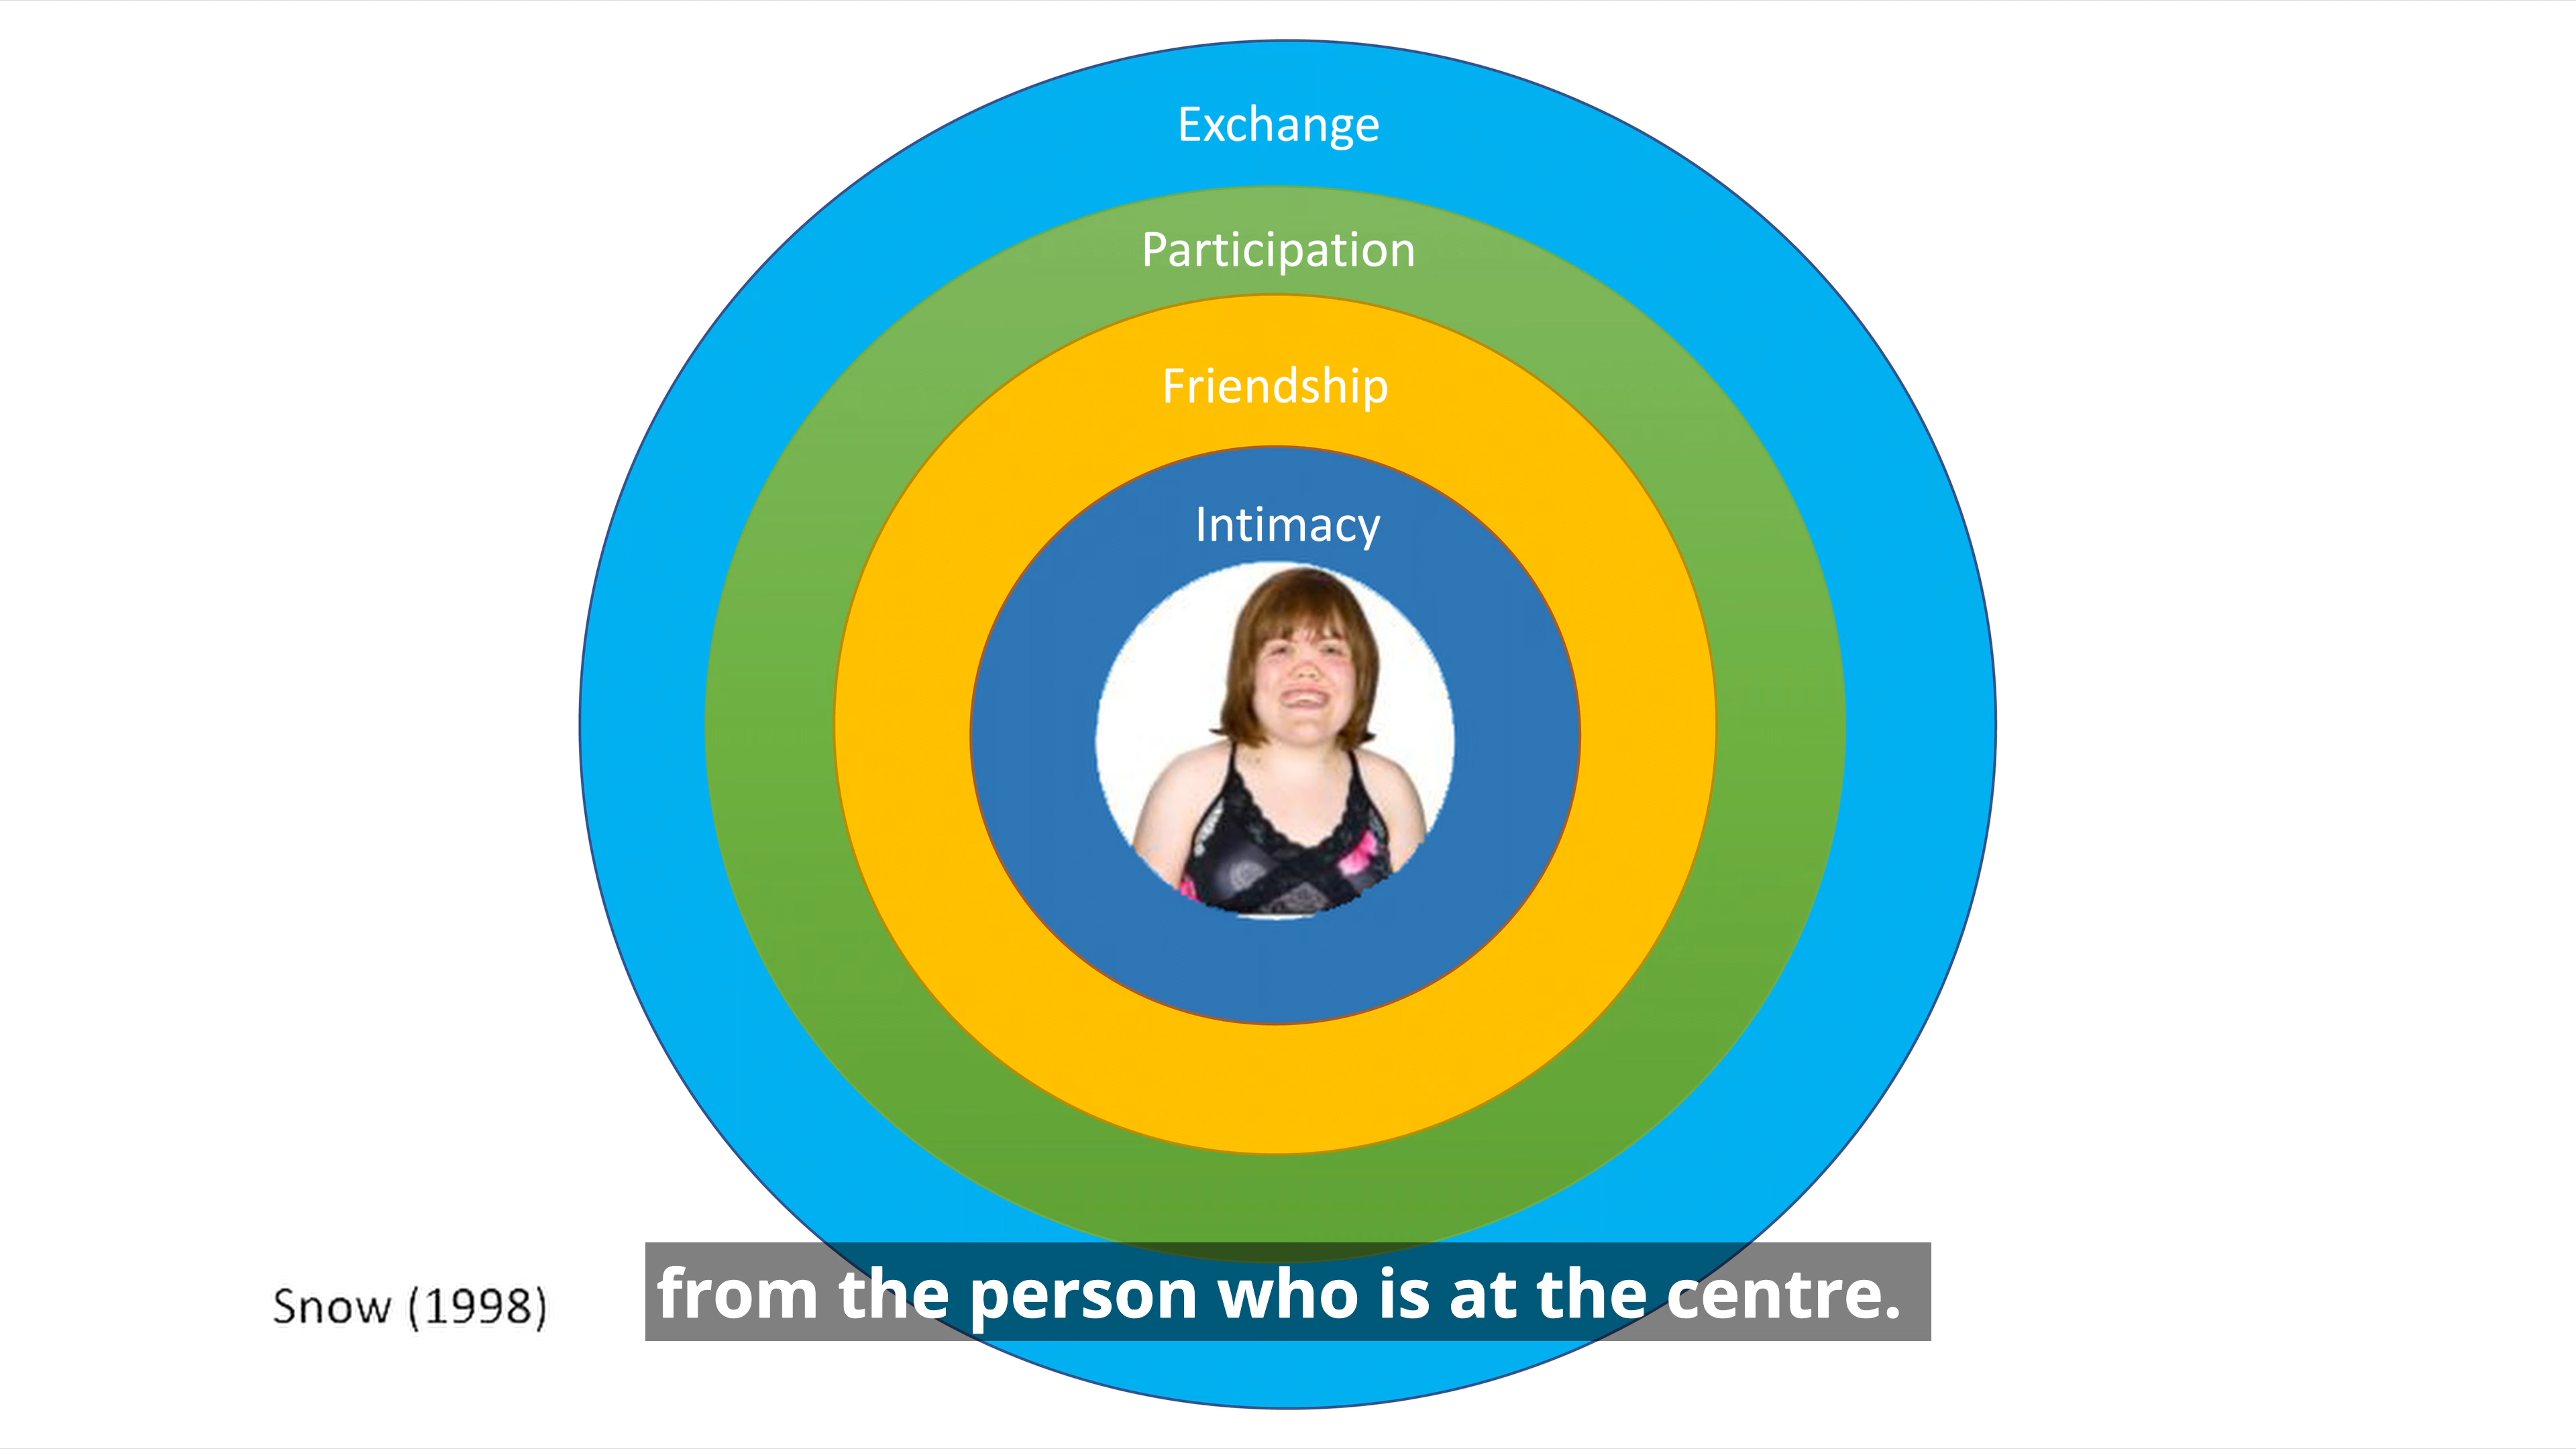 Exchange
Participation
Friendship
Intimacy
Snow (1998)
from the person who is at the centre.